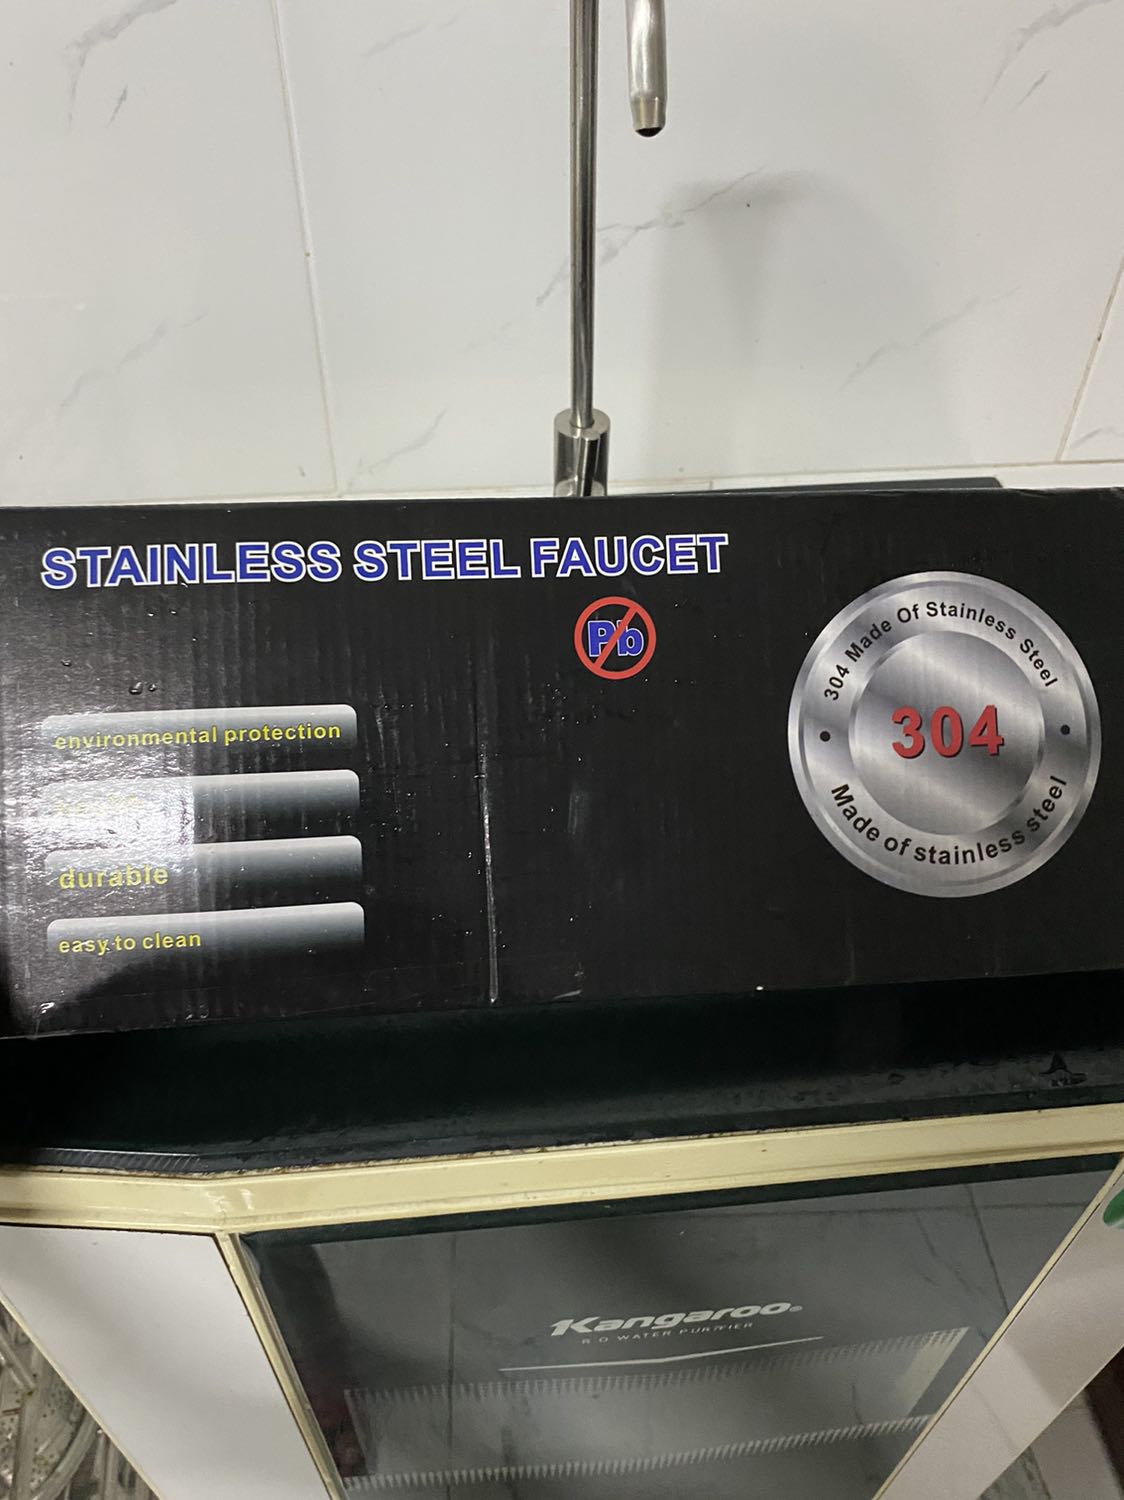 STAINLESS STEEL FAUCET
Pb
304 Made Of Stainless Steel
304
Made of stainless steel
environmental protection
durable
easy to clean
Kangaroo®
R.O WATER PURIFIER